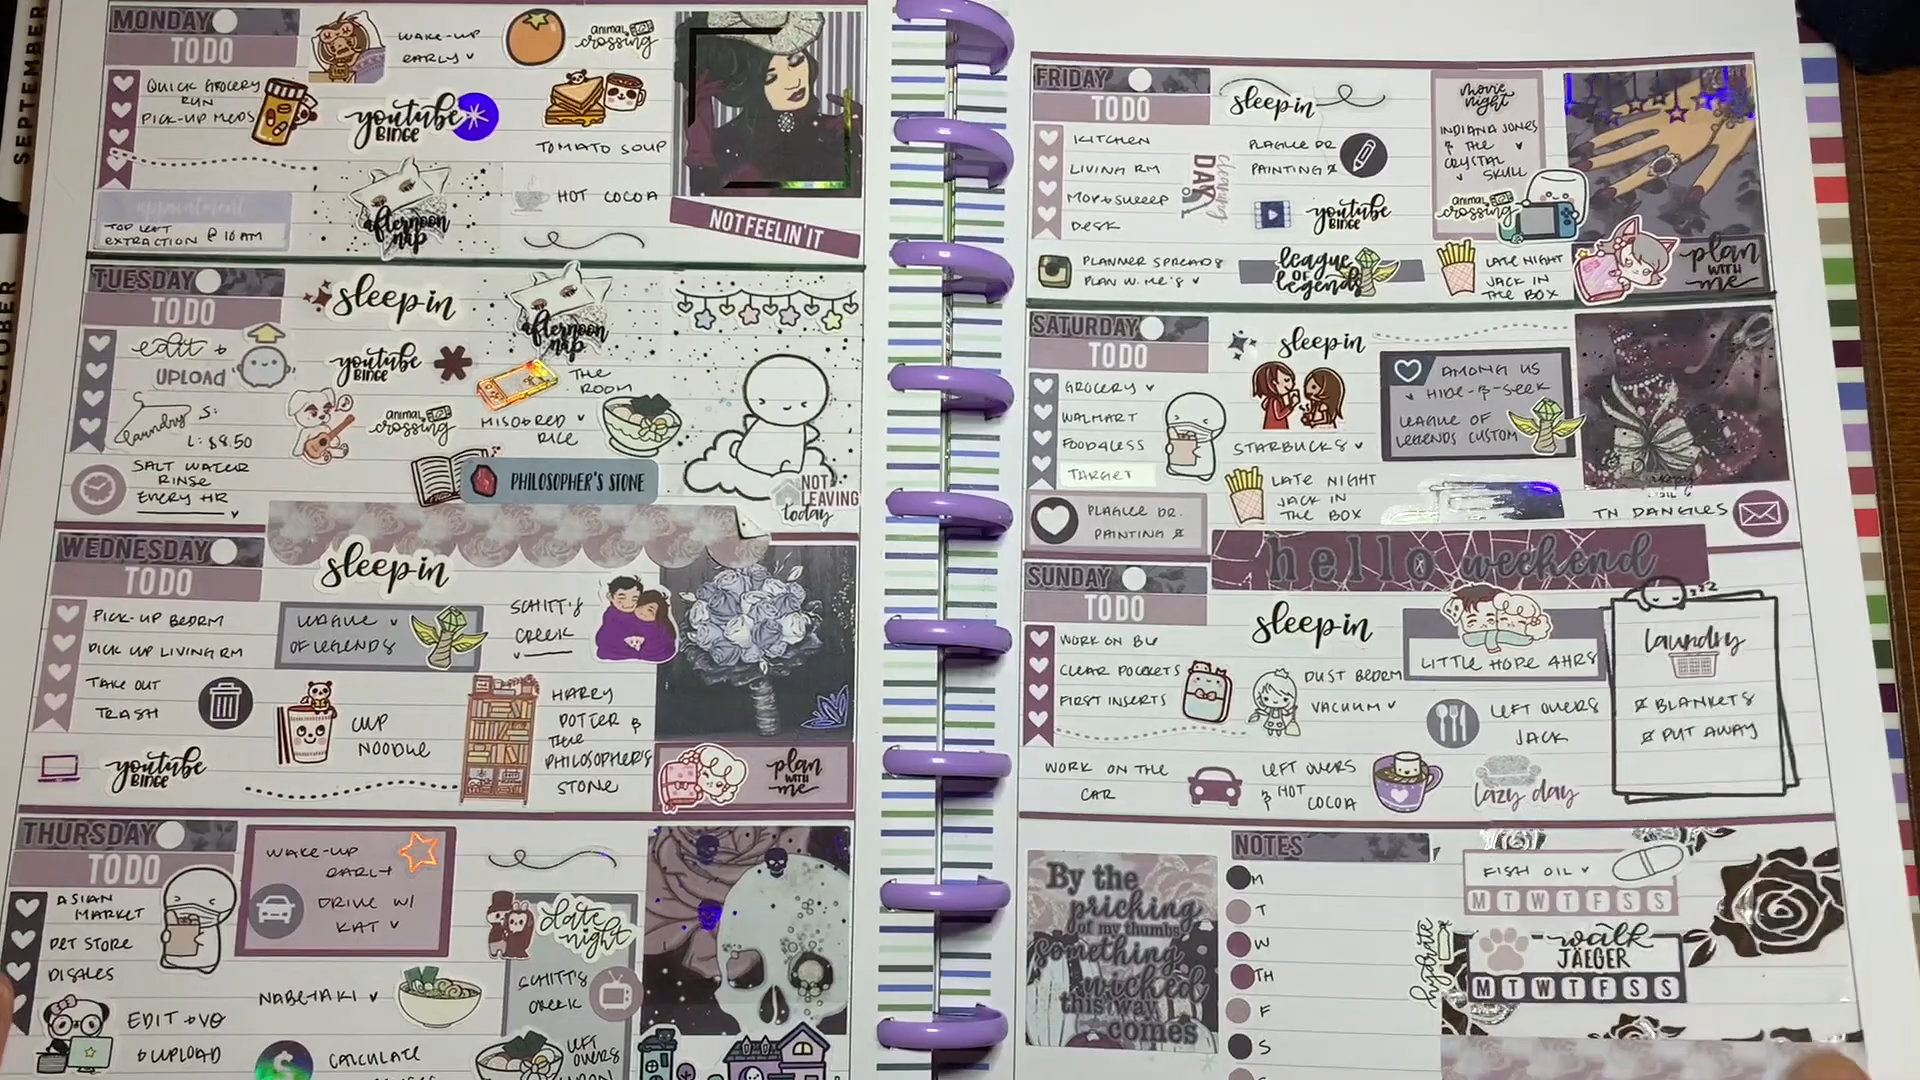 SEPTEMBER
OCTOBER
MONDAY
TO DO
QUICK GROCERY
RUN
PICK-UP MEDS
appointment
TOP LEFT
EXTRACTION @ 10 AM
WAKE-UP
EARLY
youtube
BINGE
afternoon
nap
animal
crossing
TOMATO SOUP
HOT COCOA
NOT FEELIN' IT
TUESDAY
TO DO
edit &
UPLOAD
laundry
S:
L: $8.50
SALT WATER
RINSE
EVERY HR
sleep in
youtube
BINGE
animal
crossing
afternoon
nap
THE
ROOM
MISO & RED
RICE
PHILOSOPHER'S STONE
NOT
LEAVING
today
WEDNESDAY
TO DO
PICK-UP BEDRM
PICK UP LIVING RM
TAKE OUT
TRASH
youtube
BINGE
sleep in
LEAGUE
OF LEGENDS
CUP
NOODLE
SCHITT'S
CREEK
HARRY
POTTER &
THE
PHILOSOPHER'S
STONE
plan
WITH
me
THURSDAY
TO DO
ASIAN
MARKET
PET STORE
DISHES
EDIT & VO
& UPLOAD
WAKE-UP
EARLY
DRIVE W/
KAT
NABEYAKI
CALCULATE
date
night
SCHITT'S
CREEK
LEFT
OVERS
FRIDAY
TO DO
KITCHEN
LIVING RM
MOP & SWEEP
DESK
cleaning
DAY
PLANNER SPREADS
PLAN W. ME'S
sleep in
PLAGUE DR
PAINTING
youtube
BINGE
league
OF
legends
movie
night
INDIANA JONES
& THE
CRYSTAL
SKULL
animal
crossing
LATE NIGHT
JACK IN
THE BOX
plan
WITH
me
SATURDAY
TO DO
GROCERY
WALMART
FOOD4LESS
TARGET
PLAGUE DR.
PAINTING
sleep in
STARBUCKS
LATE NIGHT
JACK IN
THE BOX
AMONG US
HIDE-&-SEEK
LEAGUE OF
LEGENDS CUSTOM
TN DANGLES
hello weekend
SUNDAY
TO DO
WORK ON
CLEAR POCKETS
FIRST INSERTS
WORK ON THE
CAR
sleep in
DUST BEDRM
VACUUM
LEFT OVERS
& HOT
COCOA
LITTLE HOPE 4HRS
LEFT OVERS
JACK
lazy day
zzz
laundry
BLANKETS
PUT AWAY
By the
pricking
of my thumbs
something
wicked
this way
comes
NOTES
M
T
W
TH
F
S
hydrate
FISH OIL
M T W T F S S
walk
JAEGER
M T W T F S S